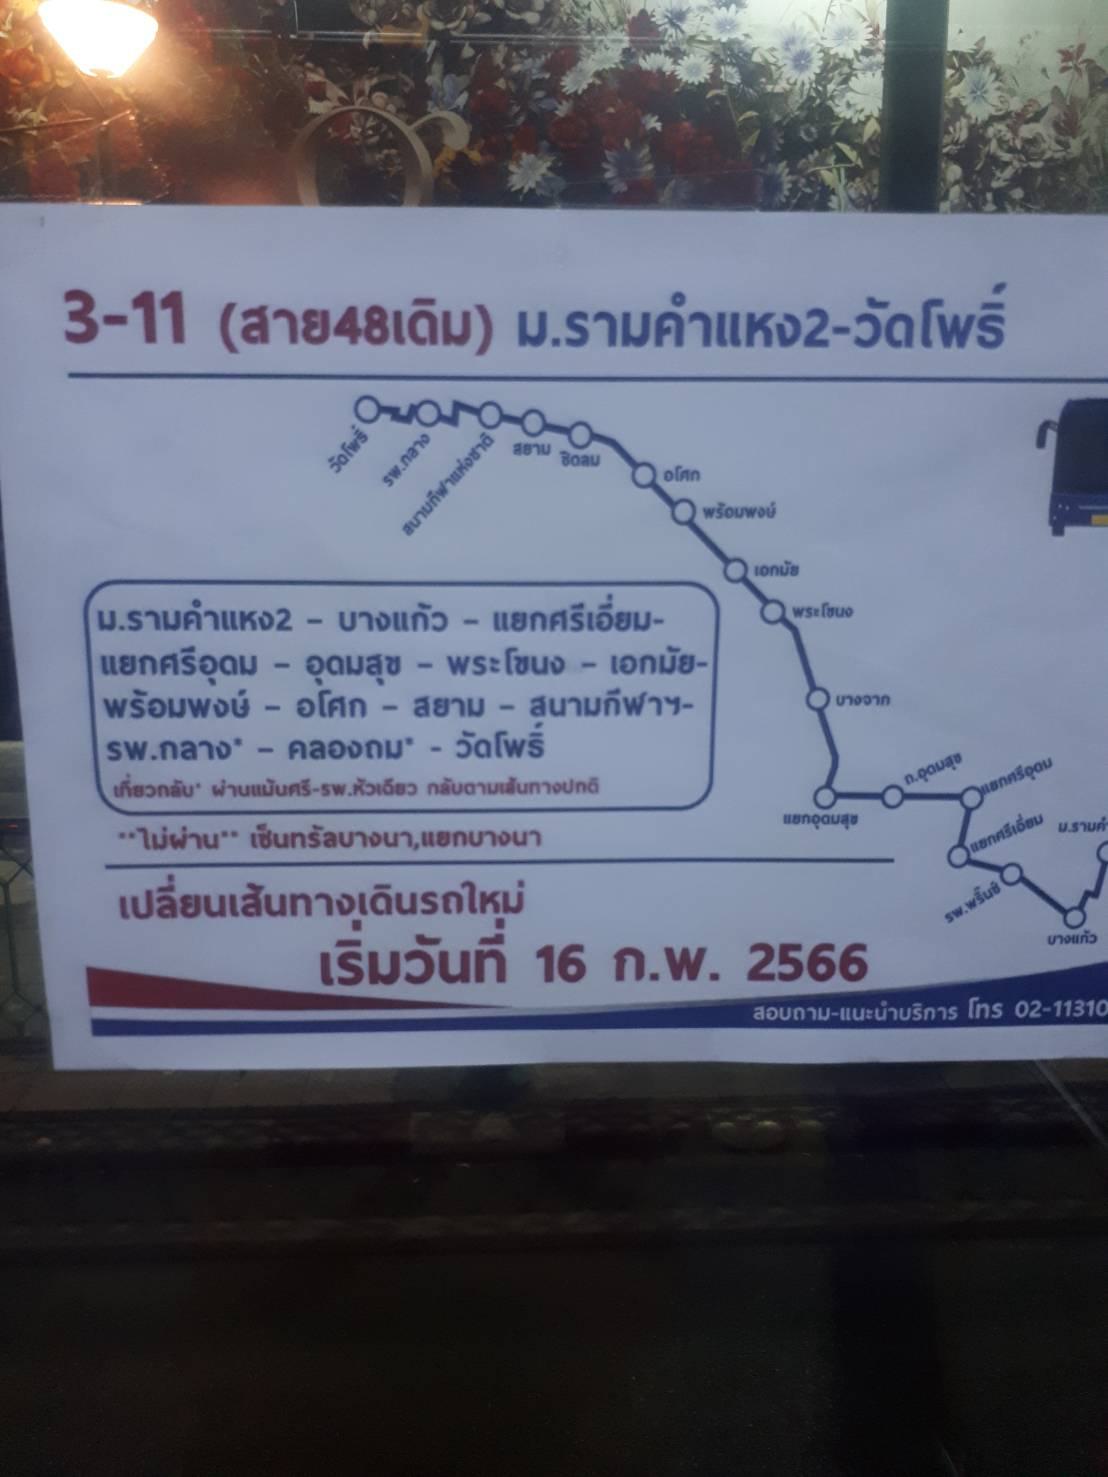 3-11 (สาย48เดิม) ม.รามคำแหง2-วัดโพธิ์
วัดโพธิ์
รพ.กลาง
สนามกีฬาแห่งชาติ
สยาม
ชิดลม
อโศก
พร้อมพงษ์
เอกมัย
พระโขนง
บางจาก
แยกอุดมสุข
ถ.อุดมสุข
แยกศรีอุดม
แยกศรีเอี่ยม
รพ.พริ้นซ์
บางแก้ว
ม.รามคำ
ม.รามคำแหง2 – บางแก้ว – แยกศรีเอี่ยม-
แยกศรีอุดม – อุดมสุข – พระโขนง – เอกมัย-
พร้อมพงษ์ – อโศก – สยาม – สนามกีฬาฯ-
รพ.กลาง* – คลองถม* - วัดโพธิ์
เที่ยวกลับ* ผ่านแม้นศรี-รพ.หัวเฉียว กลับตามเส้นทางปกติ
**ไม่ผ่าน** เซ็นทรัลบางนา,แยกบางนา
เปลี่ยนเส้นทางเดินรถใหม่
เริ่มวันที่ 16 ก.พ. 2566
สอบถาม-แนะนำบริการ โทร 02-11310